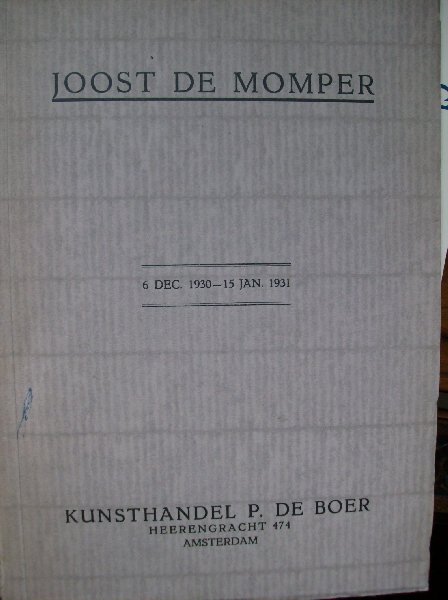 JOOST DE MOMPER
6 DEC. 1930—15 JAN. 1931
KUNSTHANDEL P. DE BOER
HEERENGRACHT 474
AMSTERDAM